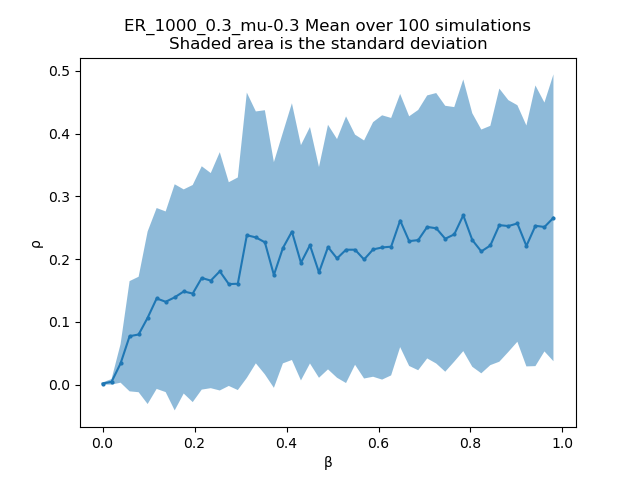 ER_1000_0.3_mu-0.3 Mean over 100 simulations
Shaded area is the standard deviation
0.5
0.4
0.3
0.2
0.1
0.0
ρ
0.0 0.2 0.4 0.6 0.8 1.0
β